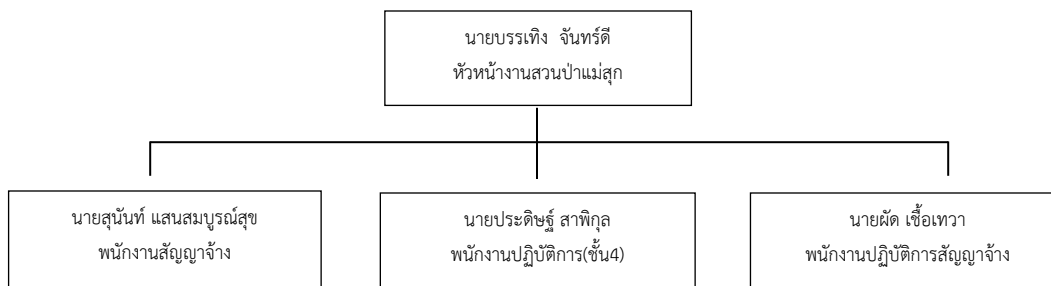 นายบรรเทิง  จันทร์ดี
หัวหน้างานสวนป่าแม่สุก
นายสุนันท์ แสนสมบูรณ์สุข
พนักงานสัญญาจ้าง
นายประดิษฐ์ สาพิกุล
พนักงานปฏิบัติการ(ชั้น4)
นายผัด เชื้อเทวา
พนักงานปฏิบัติการสัญญาจ้าง